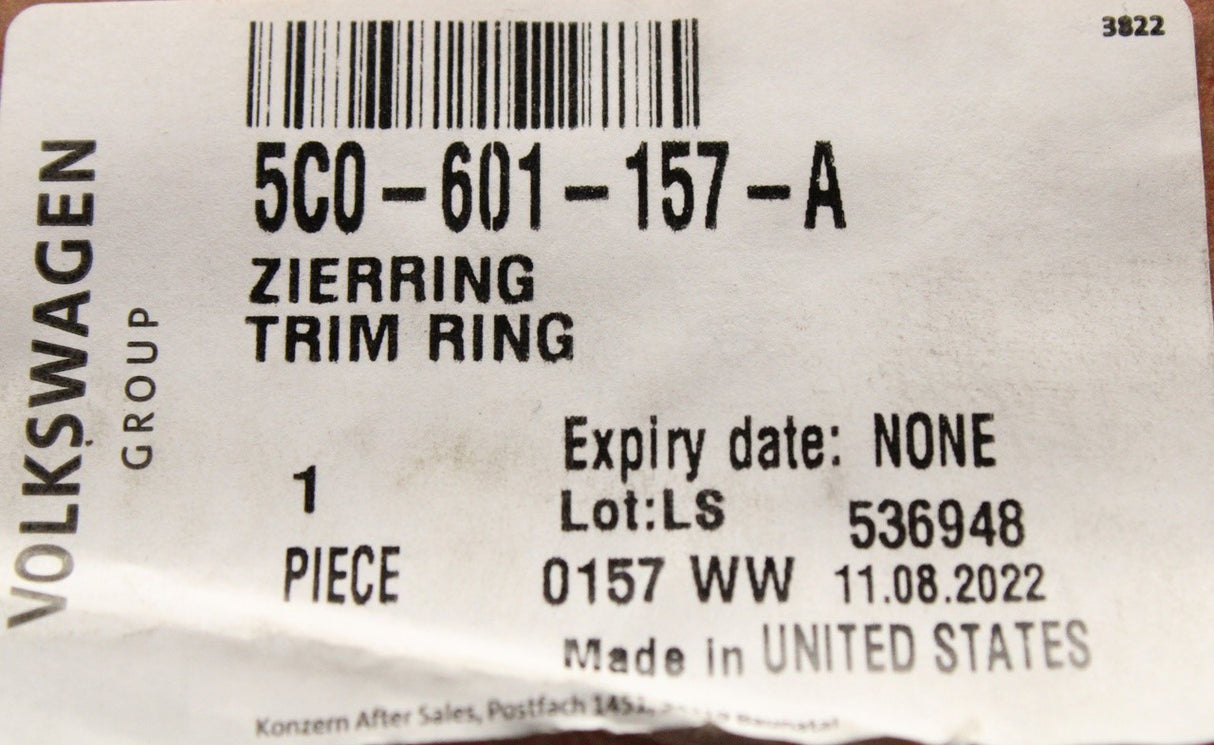 3822
VOLKSWAGEN
GROUP
5C0-601-157-A
ZIERRING
TRIM RING
Expiry date: NONE
1
Lot:LS 536948
PIECE
0157 WW 11.08.2022
Made in UNITED STATES
Konzern After Sales, Postfach